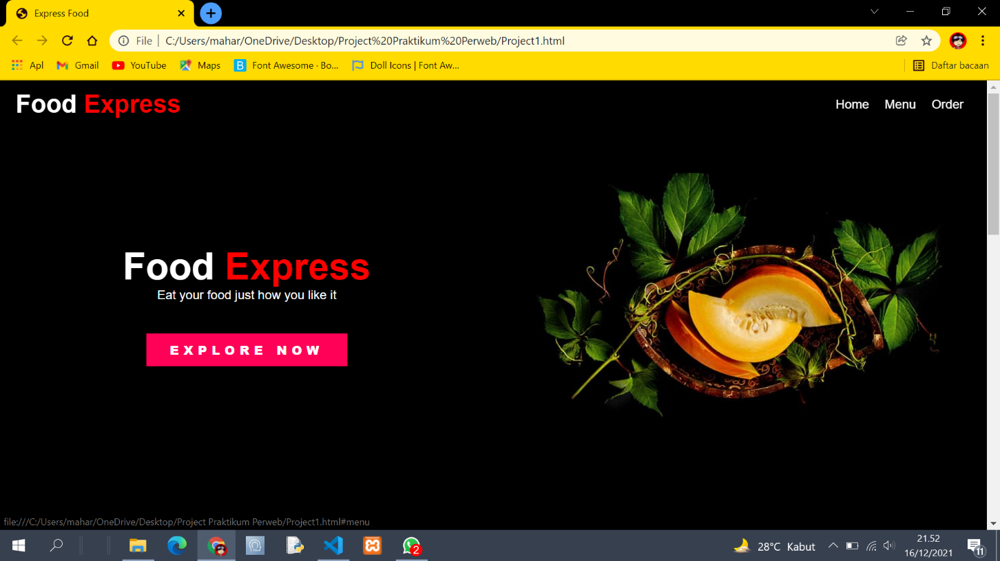 Express Food
File C:/Users/mahar/OneDrive/Desktop/Project%20Praktikum%20Perweb/Project1.html
Apl Gmail YouTube Maps Font Awesome · Bo... Doll Icons | Font Aw... Daftar bacaan
Food Express Home Menu Order
Food Express
Eat your food just how you like it
EXPLORE NOW
file:///C:/Users/mahar/OneDrive/Desktop/Project Praktikum Perweb/Project1.html#menu
2 28°C Kabut 21.52
16/12/2021 11